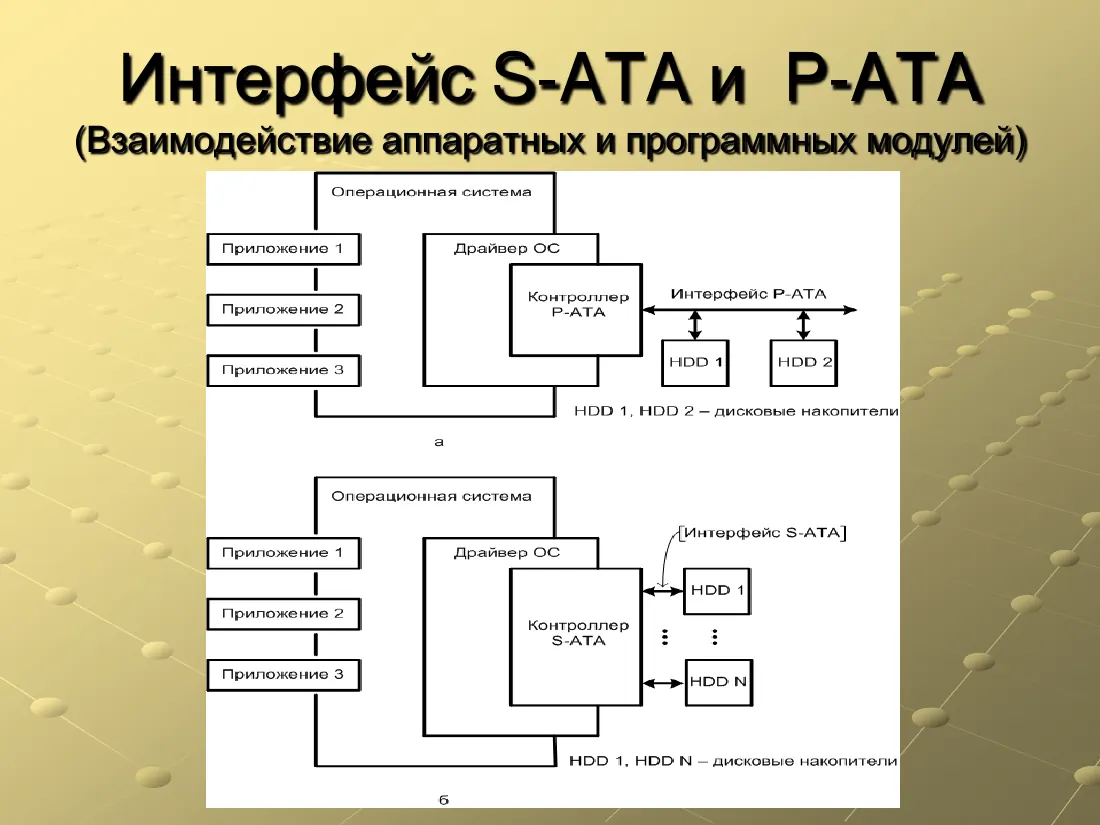 Интерфейс S-ATA и P-ATA
(Взаимодействие аппаратных и программных модулей)
Операционная система
Приложение 1
Драйвер ОС
Контроллер
P-ATA
Интерфейс P-ATA
Приложение 2
Приложение 3
HDD 1
HDD 2
HDD 1, HDD 2 – дисковые накопители
а
Операционная система
Приложение 1
Драйвер ОС
[Интерфейс S-ATA]
HDD 1
Приложение 2
Контроллер
S-ATA
Приложение 3
HDD N
HDD 1, HDD N – дисковые накопители
б